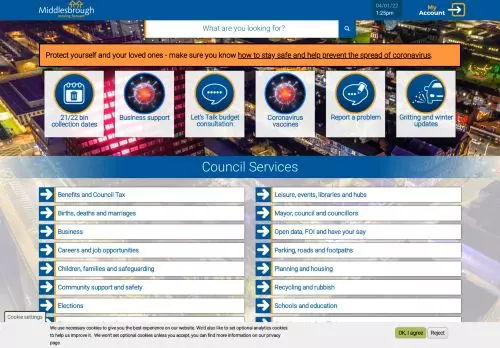 Middlesbrough
moving forward
What are you looking for?
04/01/22
1:25pm
My
Account
Protect yourself and your loved ones - make sure you know how to stay safe and help prevent the spread of coronavirus.
21/22 bin
collection dates
Business support
Let's Talk budget
consultation
Coronavirus
vaccines
Report a problem
Gritting and winter
updates
Council Services
Benefits and Council Tax
Leisure, events, libraries and hubs
Births, deaths and marriages
Mayor, council and councillors
Business
Open data, FOI and have your say
Careers and job opportunities
Parking, roads and footpaths
Children, families and safeguarding
Planning and housing
Community support and safety
Recycling and rubbish
Elections
Schools and education
Cookie settings
We use necessary cookies to give you the best experience on our website. We'd also like to set optional analytics cookies
to help us improve it. We won't set optional cookies unless you accept, you can find more information on our privacy
page
OK, I agree
Reject